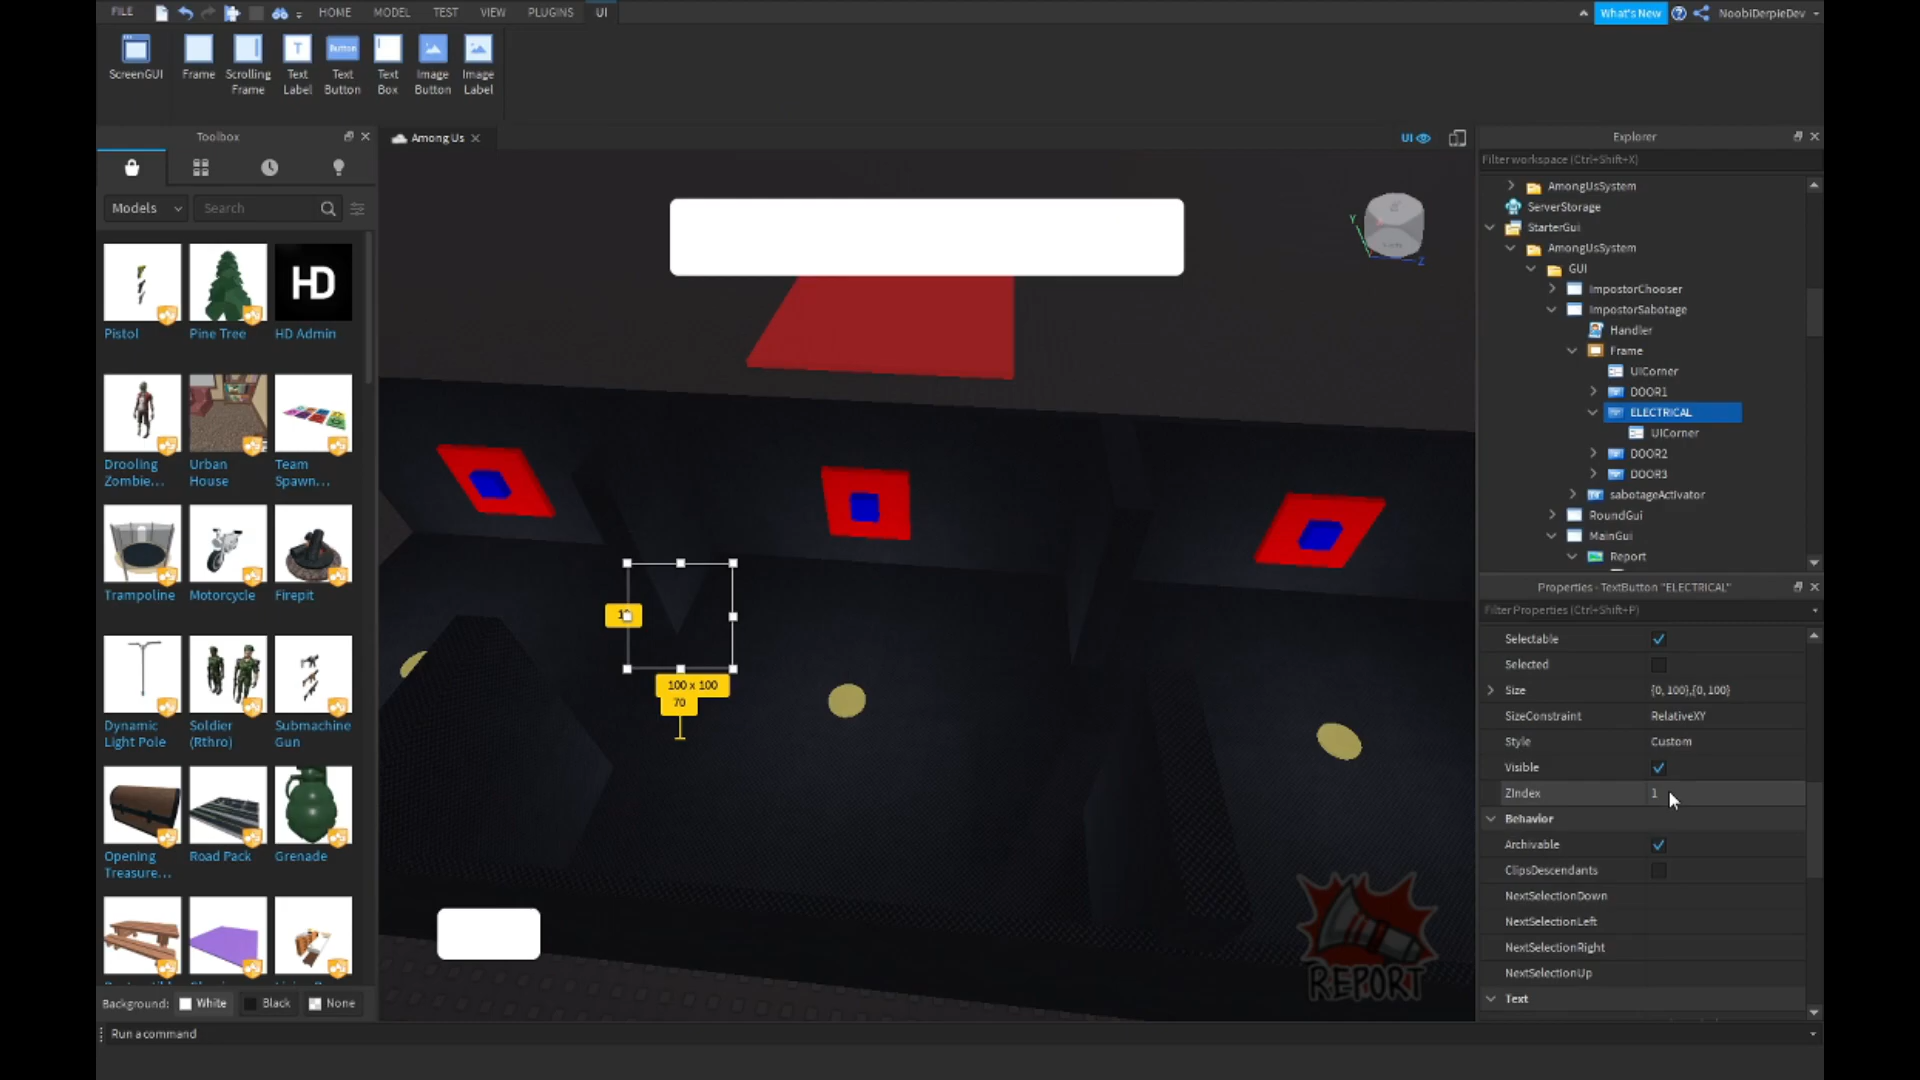 FILE HOME MODEL TEST VIEW PLUGINS UI What's New NoobiDerpieDev
ScreenGUI Frame Scrolling Frame Text Label Button Text Button Text Box Image Button Image Label
Toolbox
Among Us
UI
Explorer
Filter workspace (Ctrl+Shift+X)
Models Search
Pistol Pine Tree HD HD Admin
Drooling Zombie... Urban House Team Spawn...
Trampoline Motorcycle Firepit
Dynamic Light Pole Soldier (Rthro) Submachine Gun
Opening Treasure... Road Pack Grenade
Background: White Black None
Run a command
Y
Z
100 x 100
70
REPORT
AmongUsSystem
ServerStorage
StarterGui
AmongUsSystem
GUI
ImpostorChooser
ImpostorSabotage
Handler
Frame
UICorner
DOOR1
ELECTRICAL
UICorner
DOOR2
DOOR3
sabotageActivator
RoundGui
MainGui
Report
Properties - TextButton "ELECTRICAL"
Filter Properties (Ctrl+Shift+P)
Selectable
Selected
Size {0, 100},{0, 100}
SizeConstraint RelativeXY
Style Custom
Visible
ZIndex 1
Behavior
Archivable
ClipsDescendants
NextSelectionDown
NextSelectionLeft
NextSelectionRight
NextSelectionUp
Text